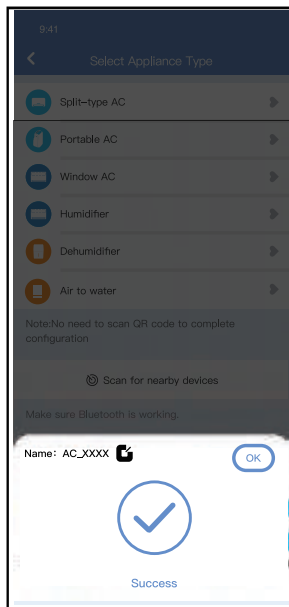 9:41
Select Appliance Type
Split-type AC
Portable AC
Window AC
Humidifier
Dehumidifier
Air to water
Note:No need to scan QR code to complete
configuration
Scan for nearby devices
Make sure Bluetooth is working.
Name: AC_XXXX
OK
Success